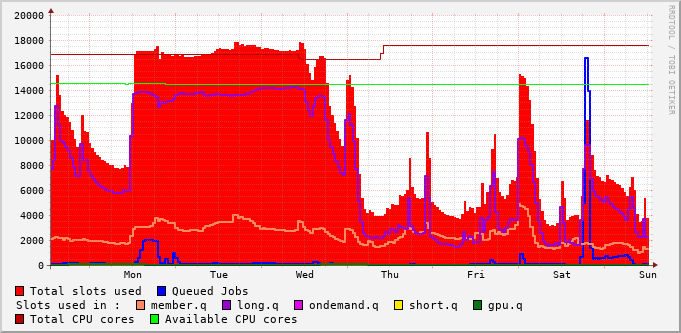 20000
18000
16000
14000
12000
10000
8000
6000
4000
2000
0
Mon Tue Wed Thu Fri Sat Sun
RRDTOOL / TOBI OETIKER
Total slots used Queued Jobs
Slots used in : member.q long.q ondemand.q short.q gpu.q
Total CPU cores Available CPU cores